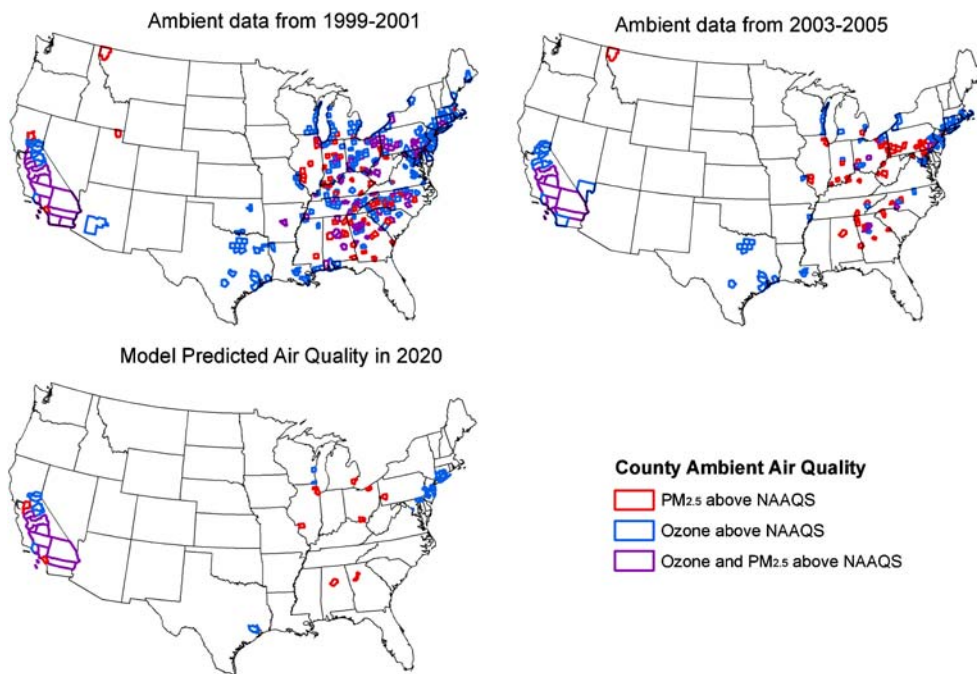 Ambient data from 1999-2001
Ambient data from 2003-2005
Model Predicted Air Quality in 2020
County Ambient Air Quality
PM2.5 above NAAQS
Ozone above NAAQS
Ozone and PM2.5 above NAAQS